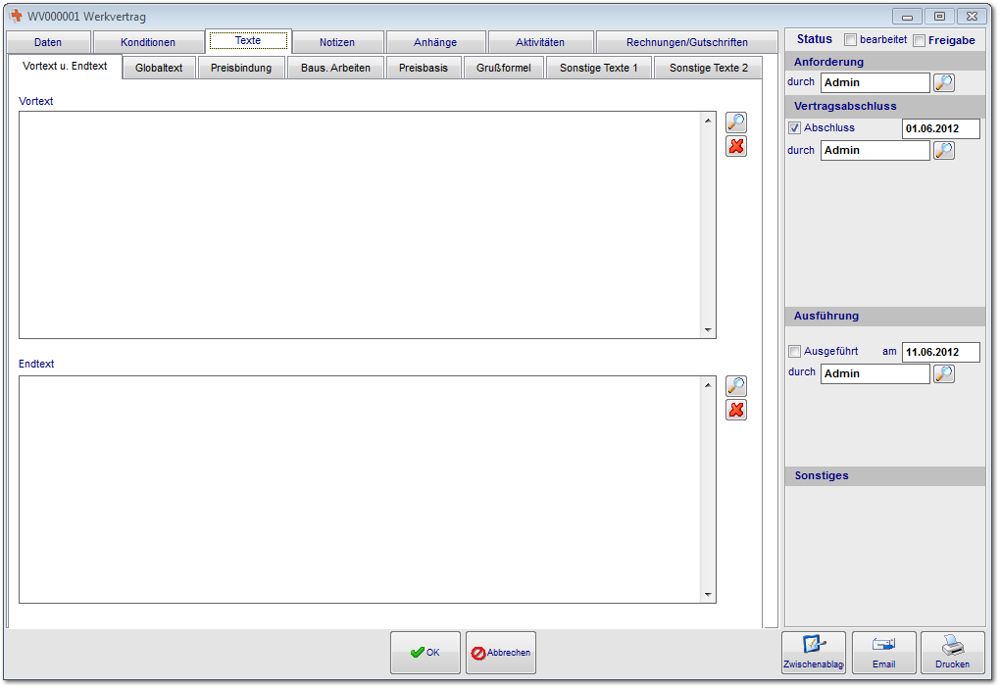 WV000001 Werkvertrag
Daten Konditionen Texte Notizen Anhänge Aktivitäten Rechnungen/Gutschriften
Vortext u. Endtext Globaltext Preisbindung Baus. Arbeiten Preisbasis Grußformel Sonstige Texte 1 Sonstige Texte 2
Vortext
Endtext
Status bearbeitet Freigabe
Anforderung
durch Admin
Vertragsabschluss
Abschluss 01.06.2012
durch Admin
Ausführung
Ausgeführt am 11.06.2012
durch Admin
Sonstiges
OK Abbrechen
Zwischenablag Email Drucken